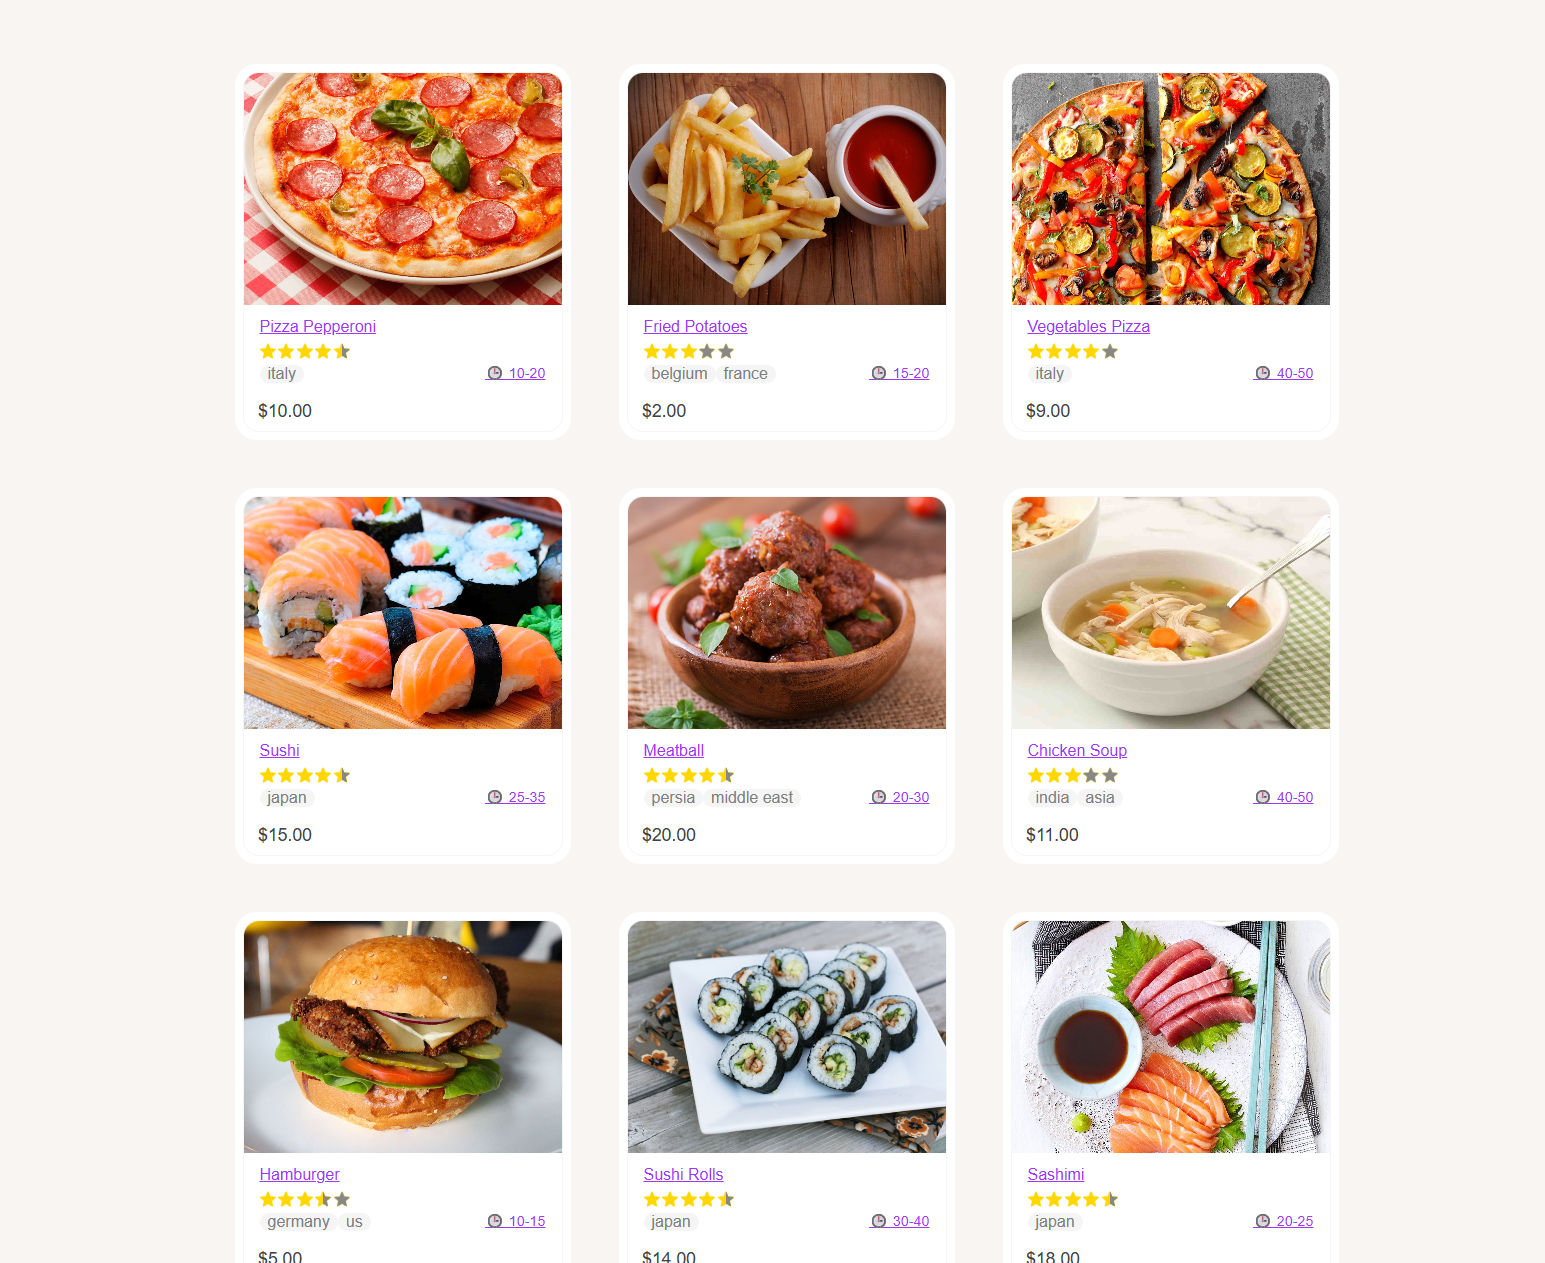 Pizza Pepperoni
italy 10-20
$10.00
Fried Potatoes
belgium france 15-20
$2.00
Vegetables Pizza
italy 40-50
$9.00
Sushi
japan 25-35
$15.00
Meatball
persia middle east 20-30
$20.00
Chicken Soup
india asia 40-50
$11.00
Hamburger
germany us 10-15
$5.00
Sushi Rolls
japan 30-40
$14.00
Sashimi
japan 20-25
$18.00